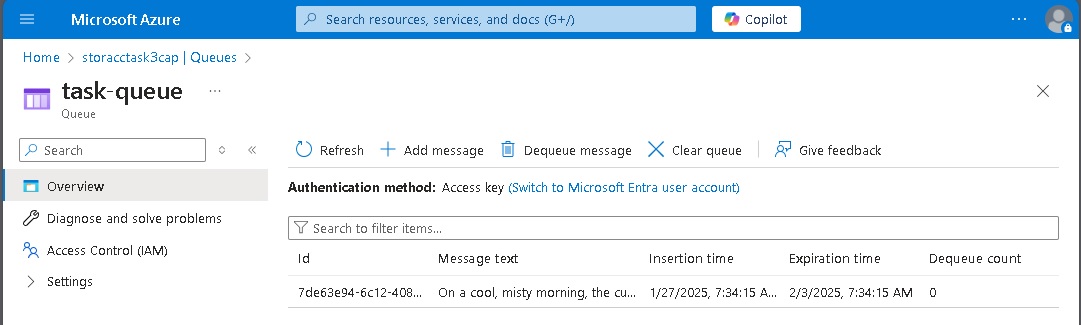 Microsoft Azure
Search resources, services, and docs (G+/)
Copilot
...
Home > storacctask3cap | Queues >
task-queue ...
Queue
Search
Refresh
Add message
Dequeue message
Clear queue
Give feedback
Authentication method: Access key (Switch to Microsoft Entra user account)
Overview
Diagnose and solve problems
Access Control (IAM)
Settings
Search to filter items...
Id Message text Insertion time Expiration time Dequeue count
7de63e94-6c12-408... On a cool, misty morning, the cu... 1/27/2025, 7:34:15 A... 2/3/2025, 7:34:15 AM 0